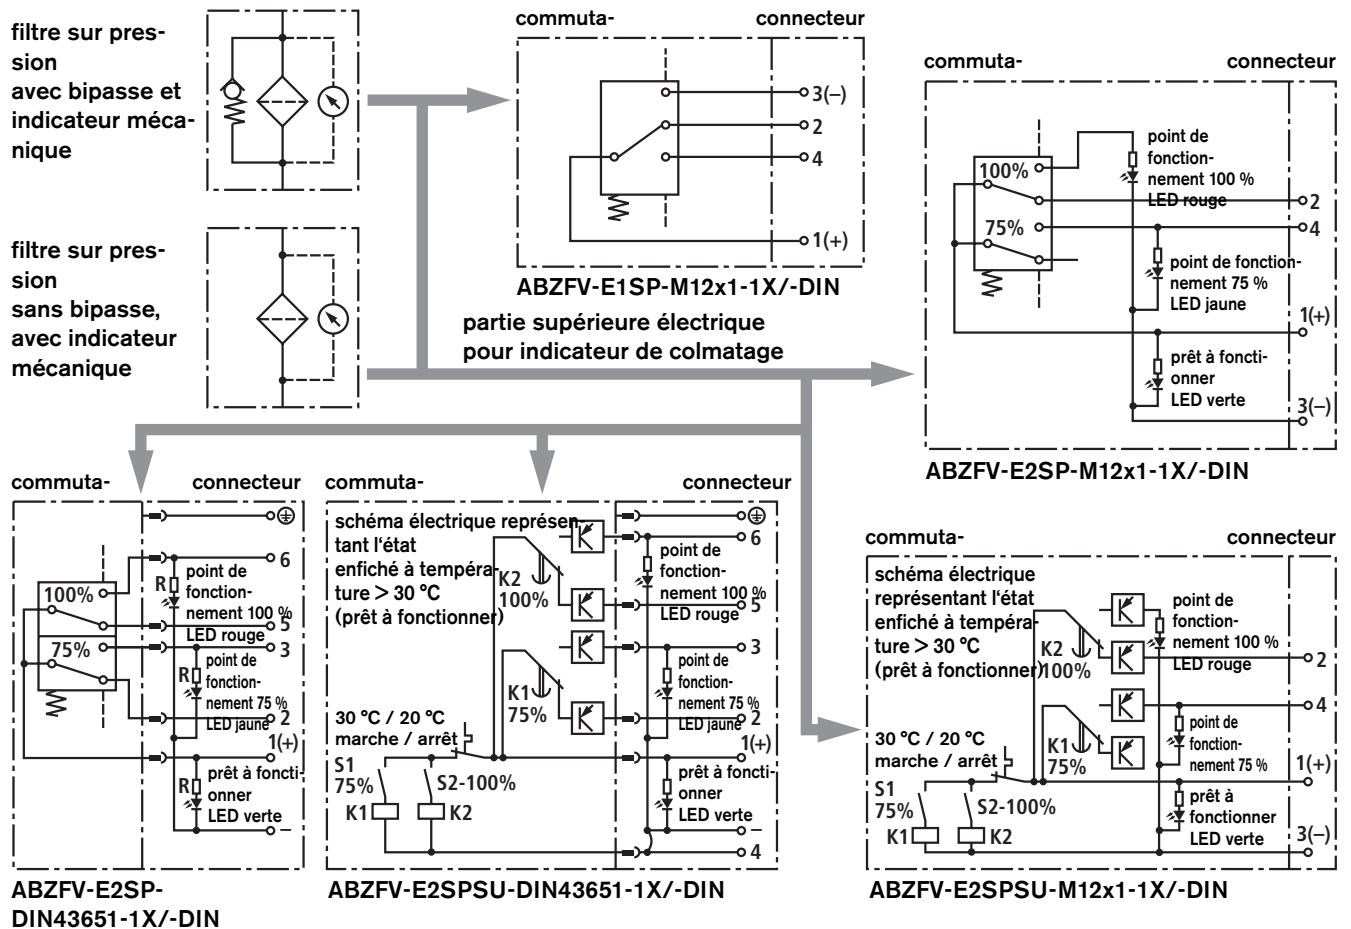 filtre sur pres-
sion
avec bipasse et
indicateur méca-
nique
filtre sur pres-
sion
sans bipasse,
avec indicateur
mécanique
commuta-
connecteur
3(–)
2
4
1(+)
ABZFV-E1SP-M12x1-1X/-DIN
partie supérieure électrique
pour indicateur de colmatage
commuta-
connecteur
100%
75%
point de
fonction-
nement 100 %
LED rouge
2
4
point de fonction-
nement 75 %
LED jaune
1(+)
prêt à foncti-
onner
LED verte
3(–)
ABZFV-E2SP-M12x1-1X/-DIN
commuta-
connecteur
6
R
point de
fonction-
nement 100 %
LED rouge
100%
5
75%
3
R
point de
fonction-
nement 75 %
LED jaune
2
1(+)
R
prêt à foncti-
onner
LED verte
–
ABZFV-E2SP-
DIN43651-1X/-DIN
commuta-
connecteur
schéma électrique représen-
tant l‘état
enfiché à tempéra-
ture > 30 °C
(prêt à fonctionner)
K2
100%
6
point de
fonction-
nement 100 %
LED rouge
5
3
K1
75%
point de
fonction-
nement 75 %
LED jaune
2
30 °C / 20 °C
marche / arrêt
1(+)
S1
75%
S2-100%
K1
K2
prêt à foncti-
onner
LED verte
–
4
ABZFV-E2SPSU-DIN43651-1X/-DIN
commuta-
connecteur
schéma électrique
représentant l‘état
enfiché à tempéra-
ture > 30 °C
(prêt à fonctionner)
K2
100%
point de
fonction-
nement 100 %
LED rouge
2
4
K1
75%
point de
fonction-
nement 75 %
30 °C / 20 °C
marche / arrêt
1(+)
S1
75%
S2-100%
K1
K2
prêt à
fonctionner
LED verte
3(–)
ABZFV-E2SPSU-M12x1-1X/-DIN